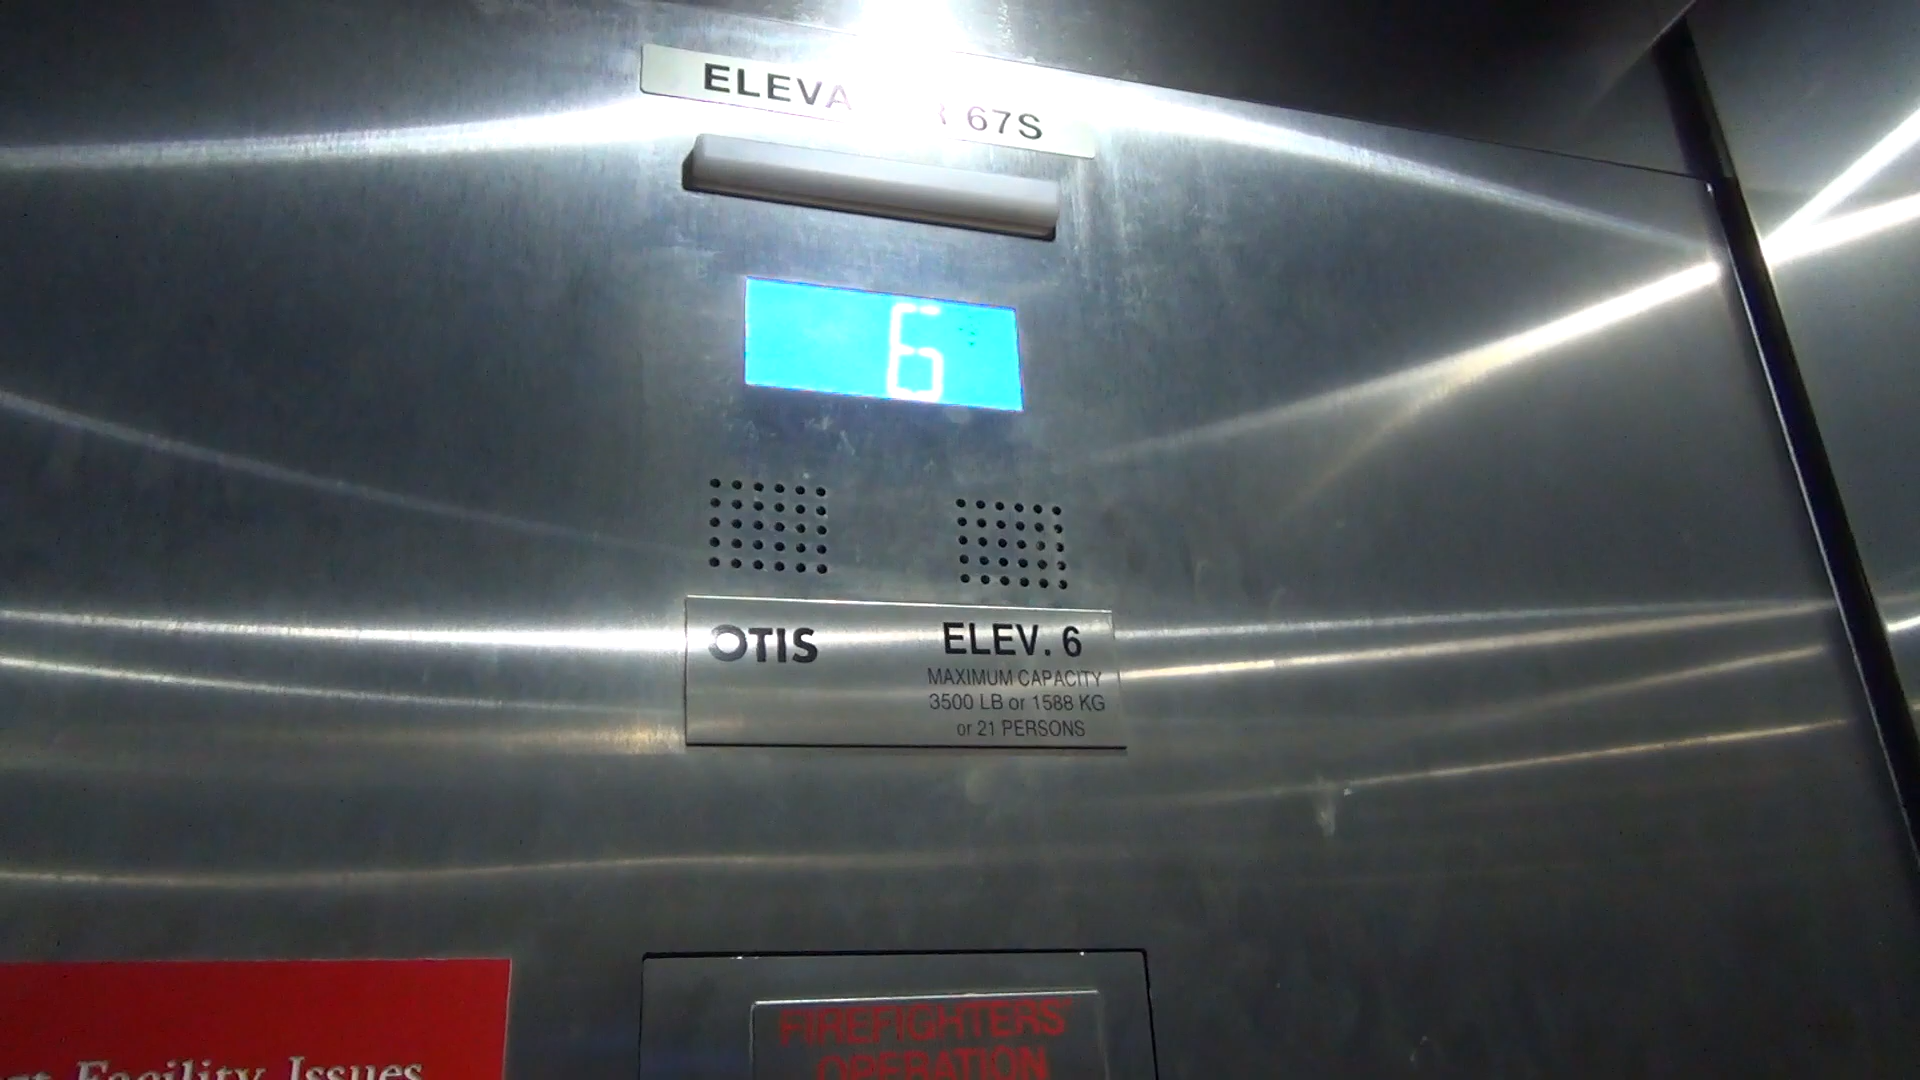 ELEVA 67S
6
OTIS
ELEV. 6
MAXIMUM CAPACITY
3500 LB or 1588 KG
or 21 PERSONS
Facility Issues
FIREFIGHTERS'
OPERATION